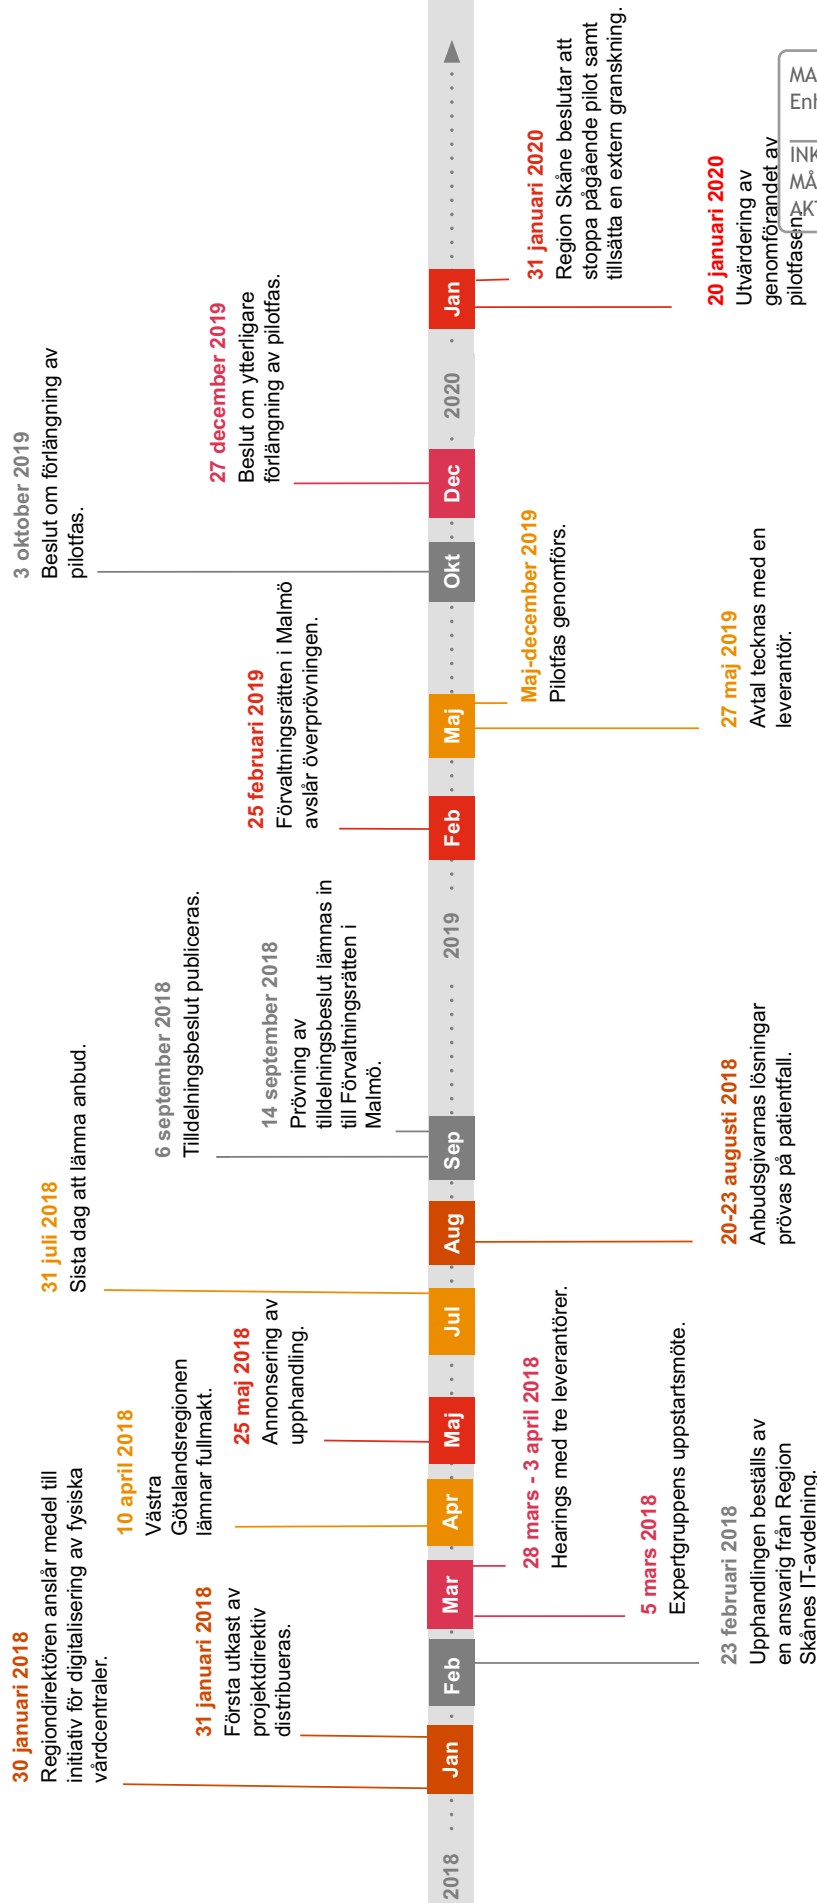 30 januari 2018
Regiondirektören anslår medel till
initiativ för digitalisering av fysiska
vårdcentraler.
31 januari 2018
Första utkast av
projektdirektiv
distribueras.
10 april 2018
Västra
Götalandsregionen
lämnar fullmakt.
25 maj 2018
Annonsering av
upphandling.
31 juli 2018
Sista dag att lämna anbud.
6 september 2018
Tilldelningsbeslut publiceras.
14 september 2018
Prövning av
tilldelningsbeslut lämnas in
till Förvaltningsrätten i
Malmö.
25 februari 2019
Förvaltningsrätten i Malmö
avslår överprövningen.
3 oktober 2019
Beslut om förlängning av
pilotfas.
27 december 2019
Beslut om ytterligare
förlängning av pilotfas.
2018
Jan
Feb
Mar
Apr
Maj
Jul
Aug
Sep
2019
Feb
Maj
Okt
Dec
2020
Jan
23 februari 2018
Upphandlingen beställs av
en ansvarig från Region
Skånes IT-avdelning.
5 mars 2018
Expertgruppens uppstartsmöte.
28 mars - 3 april 2018
Hearings med tre leverantörer.
20-23 augusti 2018
Anbudsgivarnas lösningar
prövas på patientfall.
27 maj 2019
Avtal tecknas med en
leverantör.
Maj-december 2019
Pilotfas genomförs.
20 januari 2020
Utvärdering av
genomförandet av
pilotfasen.
31 januari 2020
Region Skåne beslutar att
stoppa pågående pilot samt
tillsätta en extern granskning.
MA
Enh
INK
MÅ
AKT